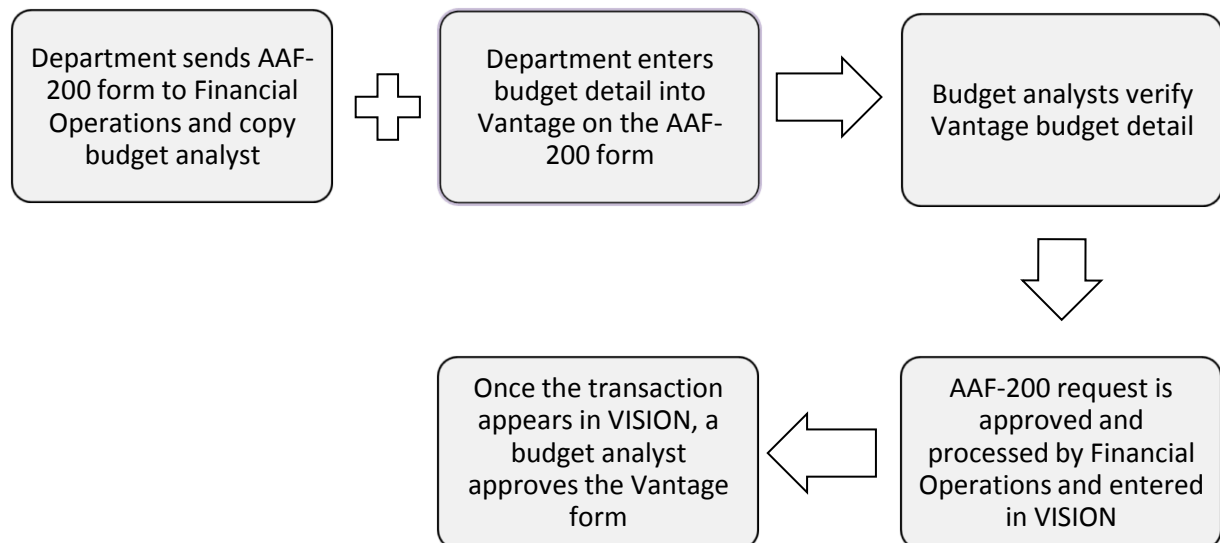 Department sends AAF-
200 form to Financial
Operations and copy
budget analyst
Department enters
budget detail into
Vantage on the AAF-
200 form
Budget analysts verify
Vantage budget detail
AAF-200 request is
approved and
processed by Financial
Operations and entered
in VISION
Once the transaction
appears in VISION, a
budget analyst
approves the Vantage
form